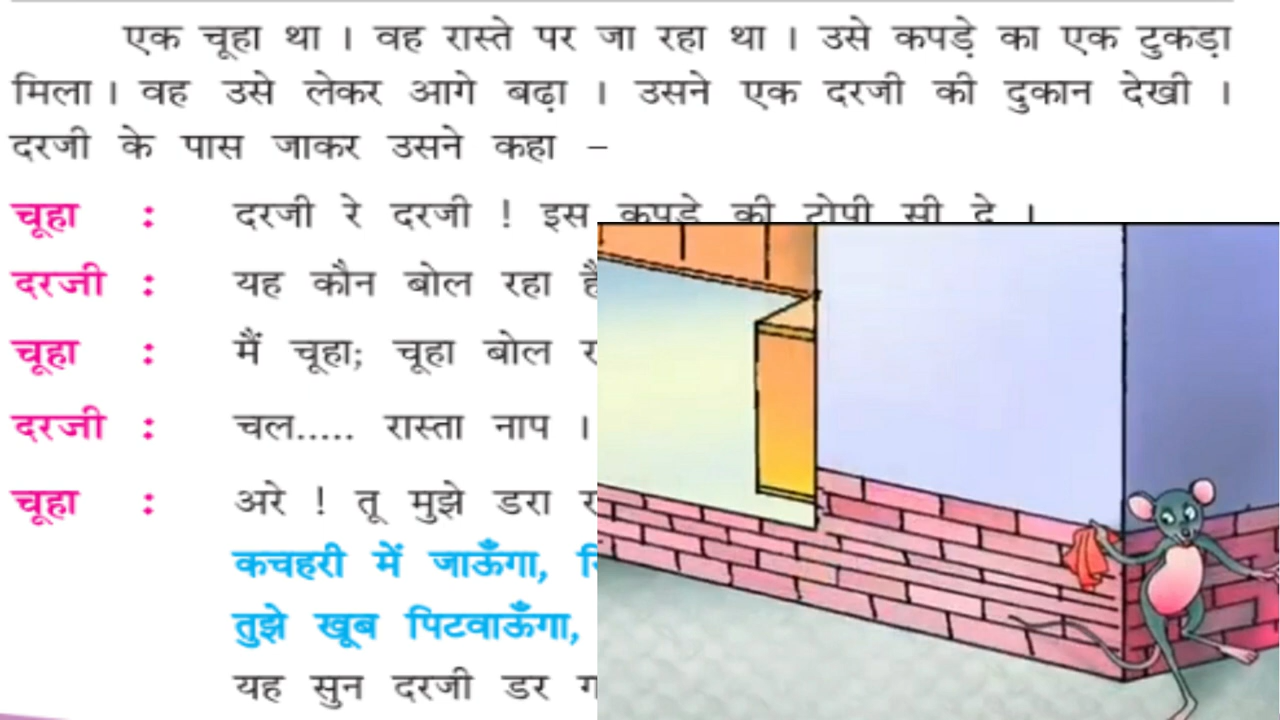 एक चूहा था । वह रास्ते पर जा रहा था । उसे कपड़े का एक टुकड़ा
मिला । वह उसे लेकर आगे बढ़ा । उसने एक दरजी की दुकान देखी ।
दरजी के पास जाकर उसने कहा –
चूहा : दरजी रे दरजी ! इस कपड़े की टोपी सी दे ।
दरजी : यह कौन बोल रहा
चूहा : मैं चूहा; चूहा बोल
दरजी : चल..... रास्ता नाप ।
चूहा : अरे ! तू मुझे डरा
कचहरी में जाऊँगा,
तुझे खूब पिटवाऊँगा,
यह सुन दरजी डर